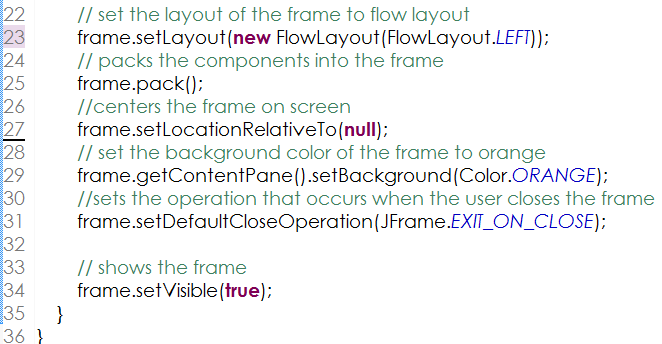 22 // set the layout of the frame to flow layout
23 frame.setLayout(new FlowLayout(FlowLayout.LEFT));
24 // packs the components into the frame
25 frame.pack();
26 //centers the frame on screen
27 frame.setLocationRelativeTo(null);
28 // set the background color of the frame to orange
29 frame.getContentPane().setBackground(Color.ORANGE);
30 //sets the operation that occurs when the user closes the frame
31 frame.setDefaultCloseOperation(JFrame.EXIT_ON_CLOSE);
32
33 // shows the frame
34 frame.setVisible(true);
35 }
36 }